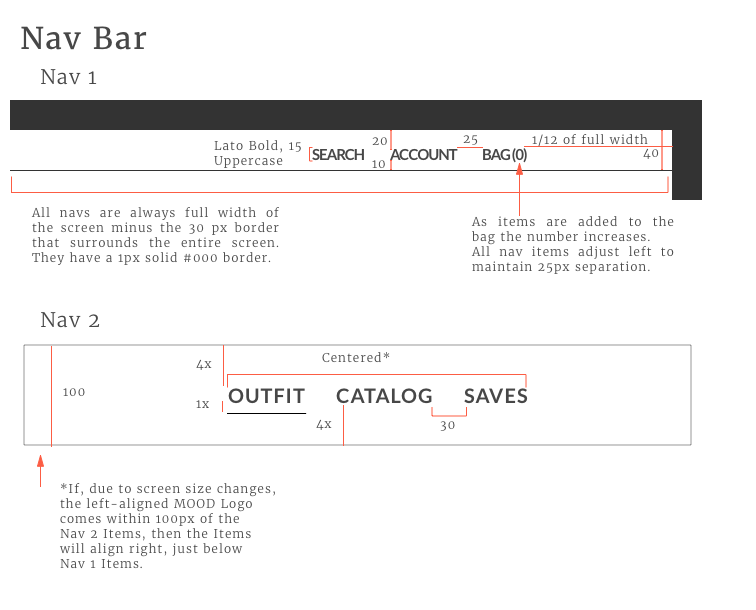 Nav Bar
Nav 1
Lato Bold, 15
Uppercase
SEARCH
20
10
ACCOUNT
25
BAG (0)
1/12 of full width
40
All navs are always full width of
the screen minus the 30 px border
that surrounds the entire screen.
They have a 1px solid #000 border.
As items are added to the
bag the number increases.
All nav items adjust left to
maintain 25px separation.
Nav 2
4x
Centered*
100
1x
OUTFIT
CATALOG
SAVES
4x
30
*If, due to screen size changes,
the left-aligned MOOD Logo
comes within 100px of the
Nav 2 Items, then the Items
will align right, just below
Nav 1 Items.